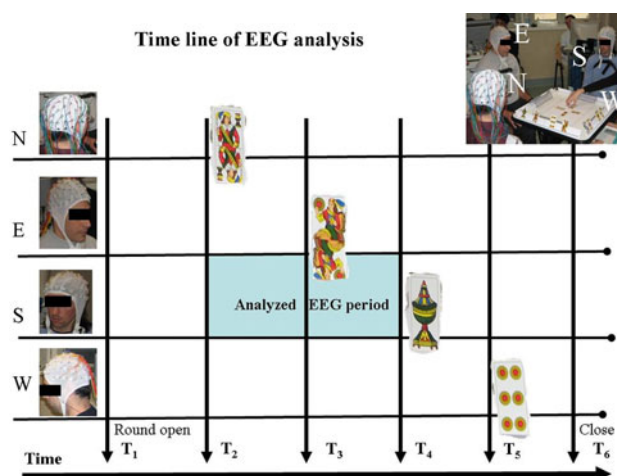 Time line of EEG analysis
E
S
N
W
N
E
Analyzed EEG period
S
W
Round open
Close
Time
T1
T2
T3
T4
T5
T6